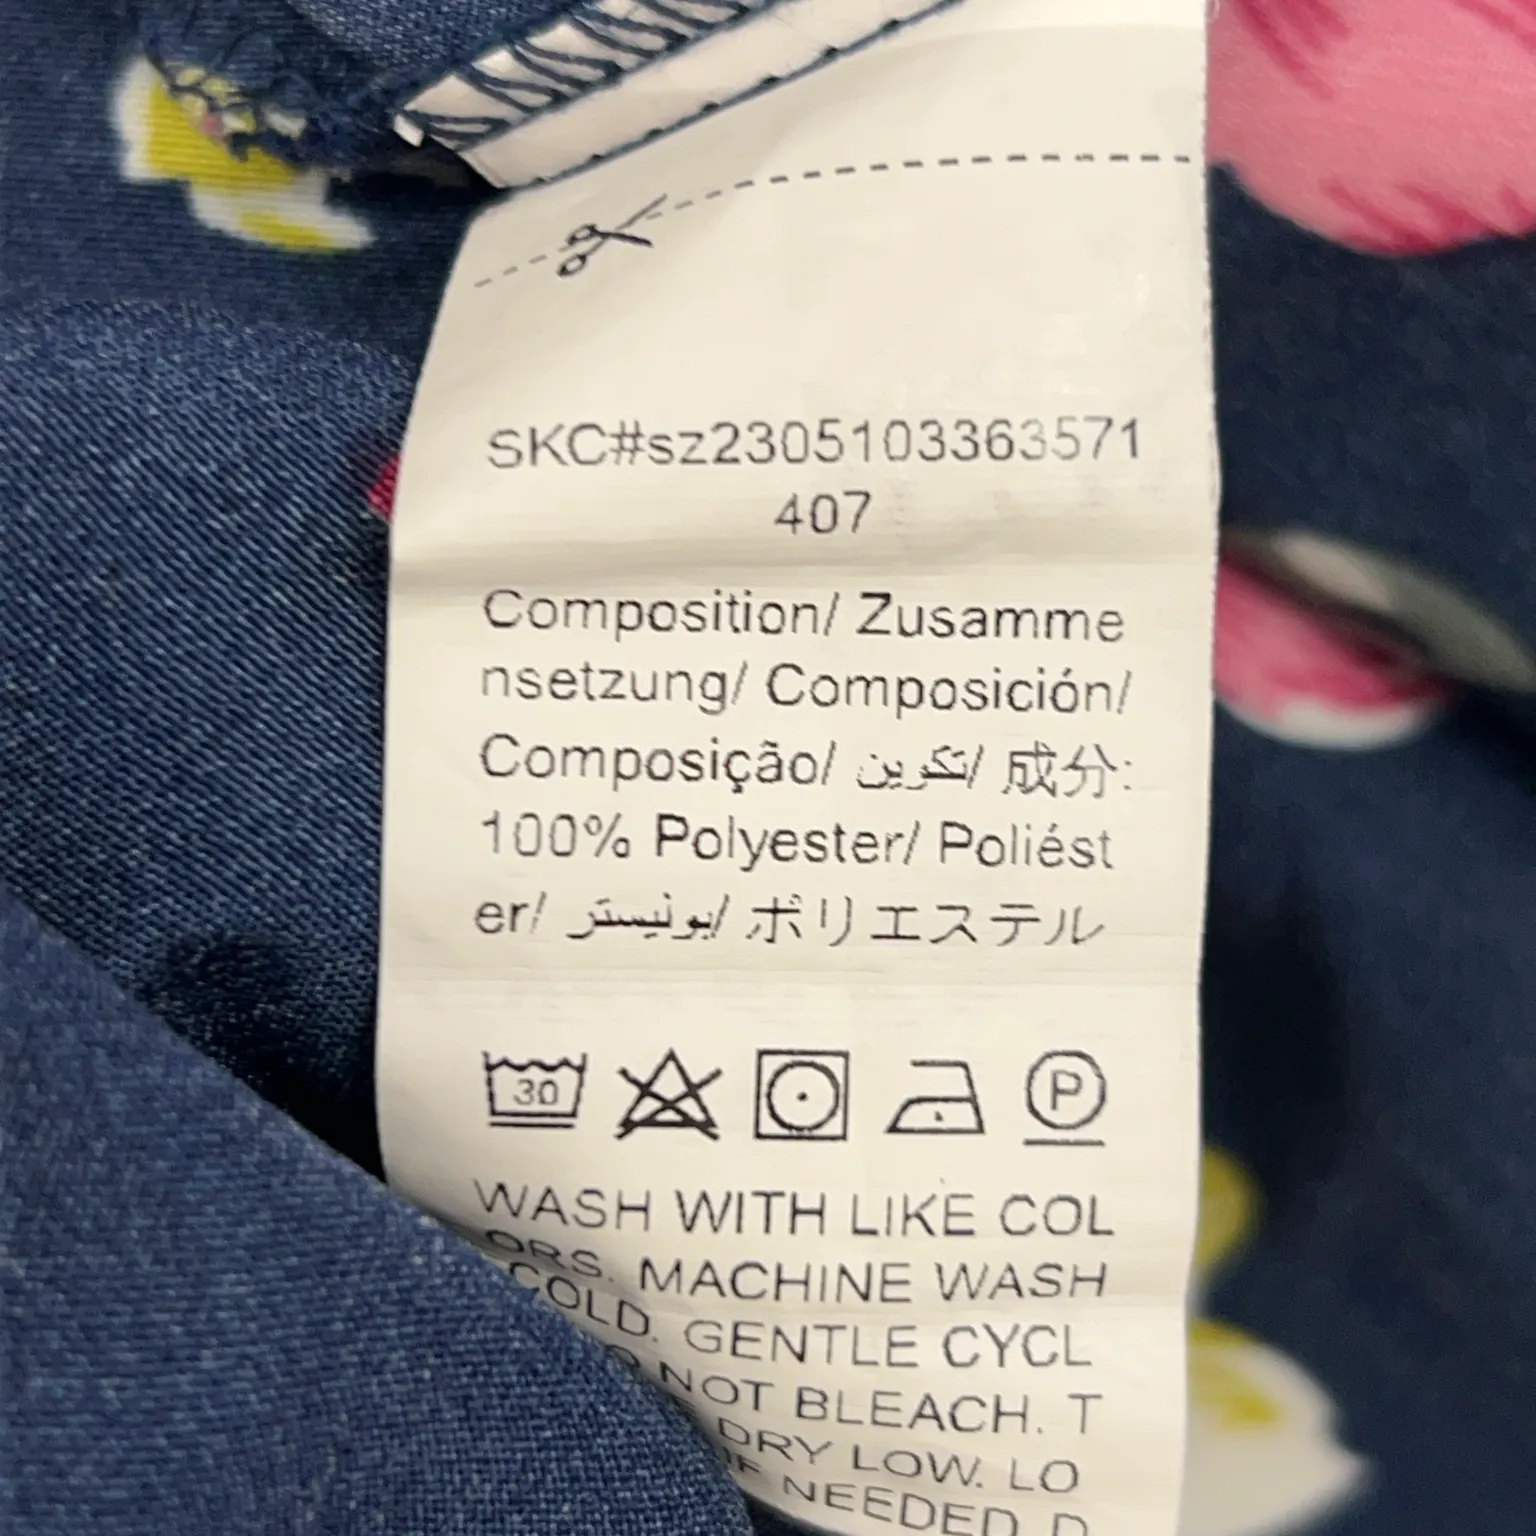 SKC#sz2305103363571
407
Composition/ Zusamme
nsetzung/ Composición/
Composição/ تكوين/ 成分:
100% Polyester/ Poliést
er/ بوليستر/ ポリエステル
30
P
WASH WITH LIKE COL
ORS. MACHINE WASH
COLD. GENTLE CYCL
NOT BLEACH. T
DRY LOW. LO
NEEDED